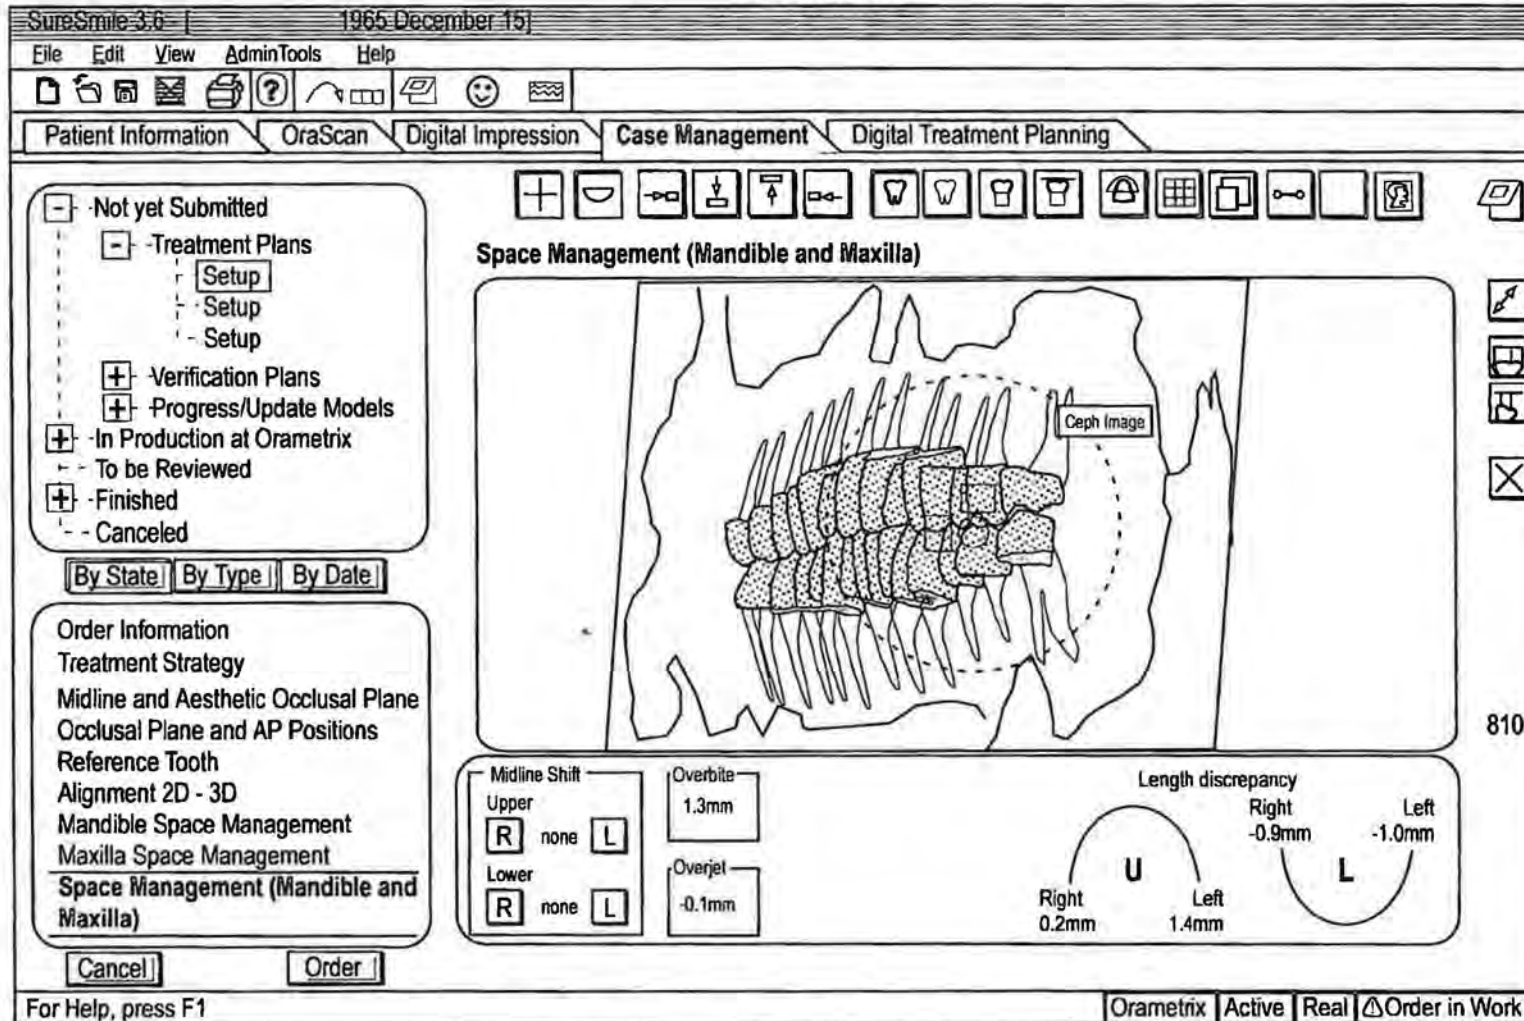 SureSmile 3.6 - [ 1965 December 15]
File Edit View AdminTools Help
Patient Information OraScan Digital Impression Case Management Digital Treatment Planning
Not yet Submitted
Treatment Plans
Setup
Setup
Setup
Verification Plans
Progress/Update Models
In Production at Orametrix
To be Reviewed
Finished
Canceled
By State By Type By Date
Order Information
Treatment Strategy
Midline and Aesthetic Occlusal Plane
Occlusal Plane and AP Positions
Reference Tooth
Alignment 2D - 3D
Mandible Space Management
Maxilla Space Management
Space Management (Mandible and
Maxilla)
Cancel Order
Space Management (Mandible and Maxilla)
Ceph Image
810
Midline Shift
Upper
R none L
Lower
R none L
Overbite
1.3mm
Overjet
-0.1mm
Length discrepancy
U
Right Left
0.2mm 1.4mm
Right Left
-0.9mm -1.0mm
L
For Help, press F1
Orametrix Active Real Order in Work